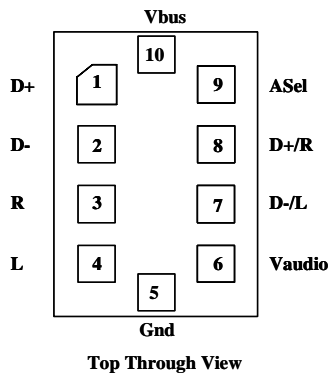 Vbus
10
D+ 1 9 ASel
D- 2 8 D+/R
R 3 7 D-/L
L 4 6 Vaudio
5
Gnd
Top Through View